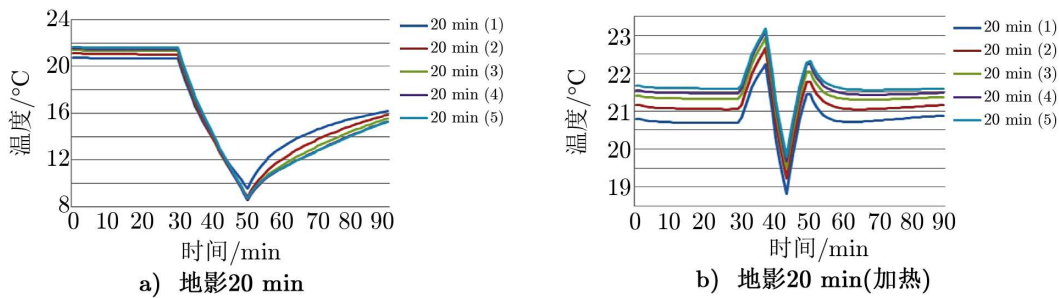 24
20
16
12
8
温度/°C
0 10 20 30 40 50 60 70 80 90
时间/min
20 min (1)
20 min (2)
20 min (3)
20 min (4)
20 min (5)
a) 地影20 min
23
22
21
20
19
温度/°C
0 10 20 30 30 50 60 70 80 90
时间/min
20 min (1)
20 min (2)
20 min (3)
20 min (4)
20 min (5)
b) 地影20 min(加热)